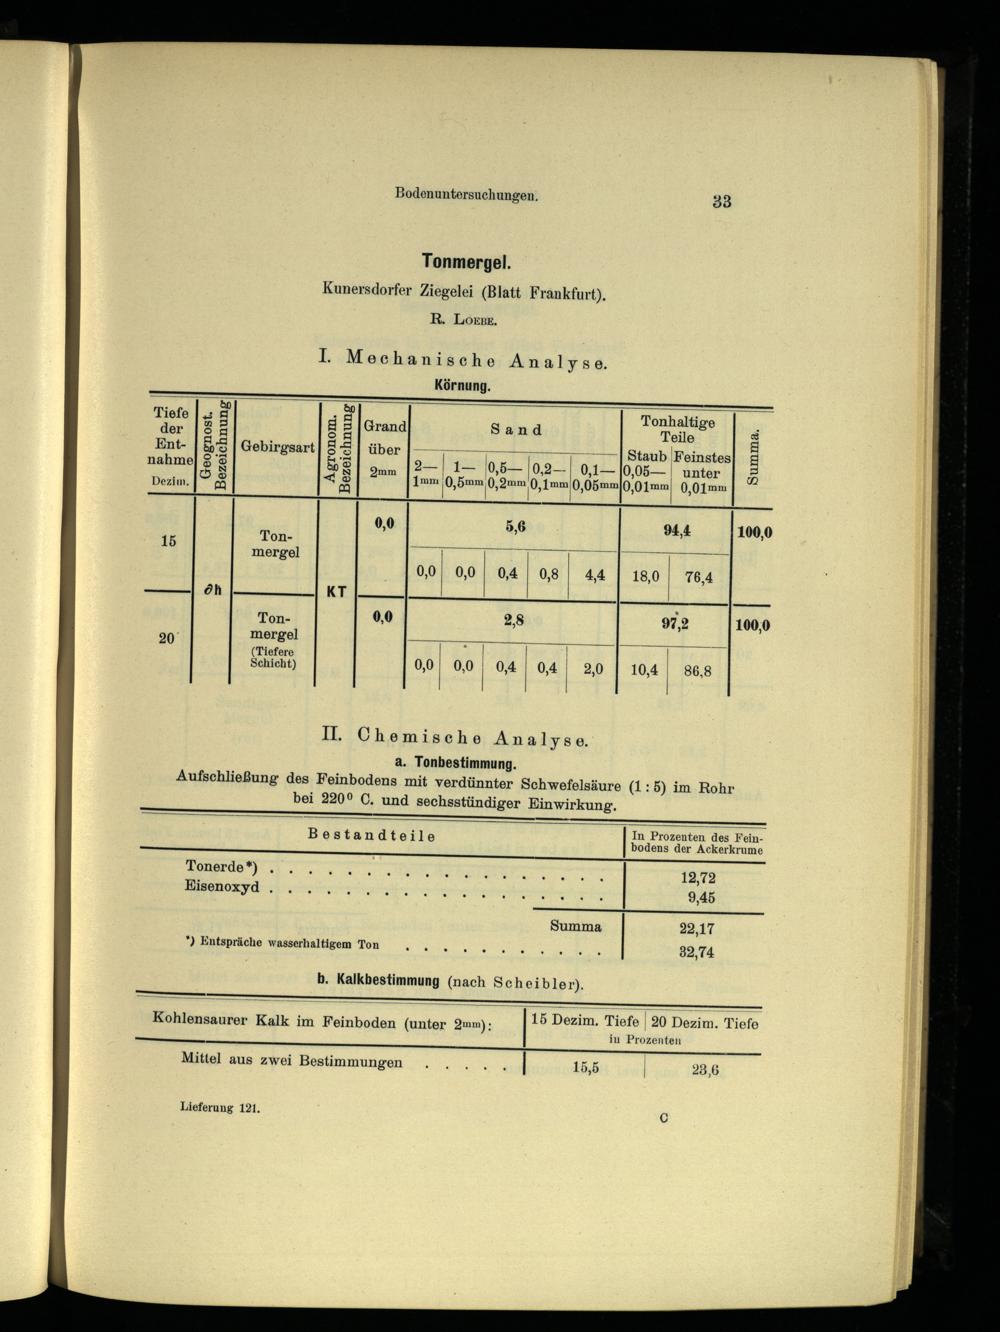 Bodenuntersuchungen. 33
Tonmergel.
Kunersdorfer Ziegelei (Blatt Frankfurt).
R. Loebe.
I. Mechanische Analyse.
Körnung.
Tiefe der Ent- nahme Dezim. | Geognost. Bezeichnung | Gebirgsart | Agronom. Bezeichnung | Grand über 2mm | Sand | Tonhaltige Teile | Summa.
2— 1mm | 1— 0,5mm | 0,5— 0,2mm | 0,2— 0,1mm | 0,1— 0,05mm | Staub 0,05— 0,01mm | Feinstes unter 0,01mm
15 | ∂h | Ton- mergel | KT | 0,0 | 5,6 | 94,4 | 100,0
0,0 | 0,0 | 0,4 | 0,8 | 4,4 | 18,0 | 76,4
20 | Ton- mergel (Tiefere Schicht) | 0,0 | 2,8 | 97,2 | 100,0
0,0 | 0,0 | 0,4 | 0,4 | 2,0 | 10,4 | 86,8
II. Chemische Analyse.
a. Tonbestimmung.
Aufschließung des Feinbodens mit verdünnter Schwefelsäure (1:5) im Rohr
bei 220⁰ C. und sechsstündiger Einwirkung.
Bestandteile | In Prozenten des Fein- bodens der Ackerkrume
Tonerde*) . . . . . . . . . . . . . . . . . 12,72
Eisenoxyd . . . . . . . . . . . . . . . . . 9,45
Summa 22,17
*) Entspräche wasserhaltigem Ton . . . . . . . . . . 32,74
b. Kalkbestimmung (nach Scheibler).
Kohlensaurer Kalk im Feinboden (unter 2mm): | 15 Dezim. Tiefe | 20 Dezim. Tiefe
in Prozenten
Mittel aus zwei Bestimmungen . . . . . 15,5 | 23,6
Lieferung 121.
C